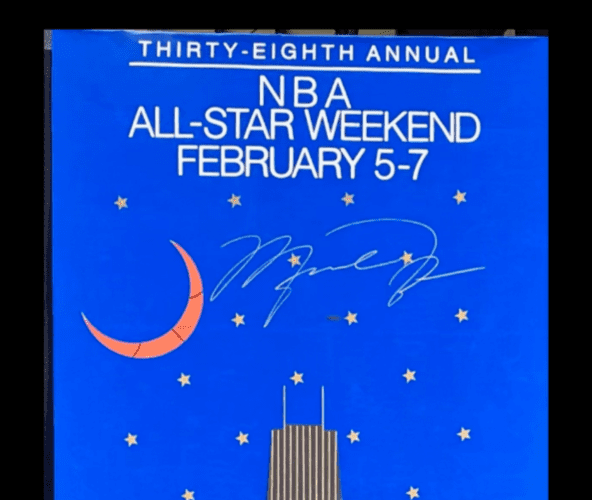 THIRTY-EIGHTH ANNUAL
NBA
ALL-STAR WEEKEND
FEBRUARY 5-7